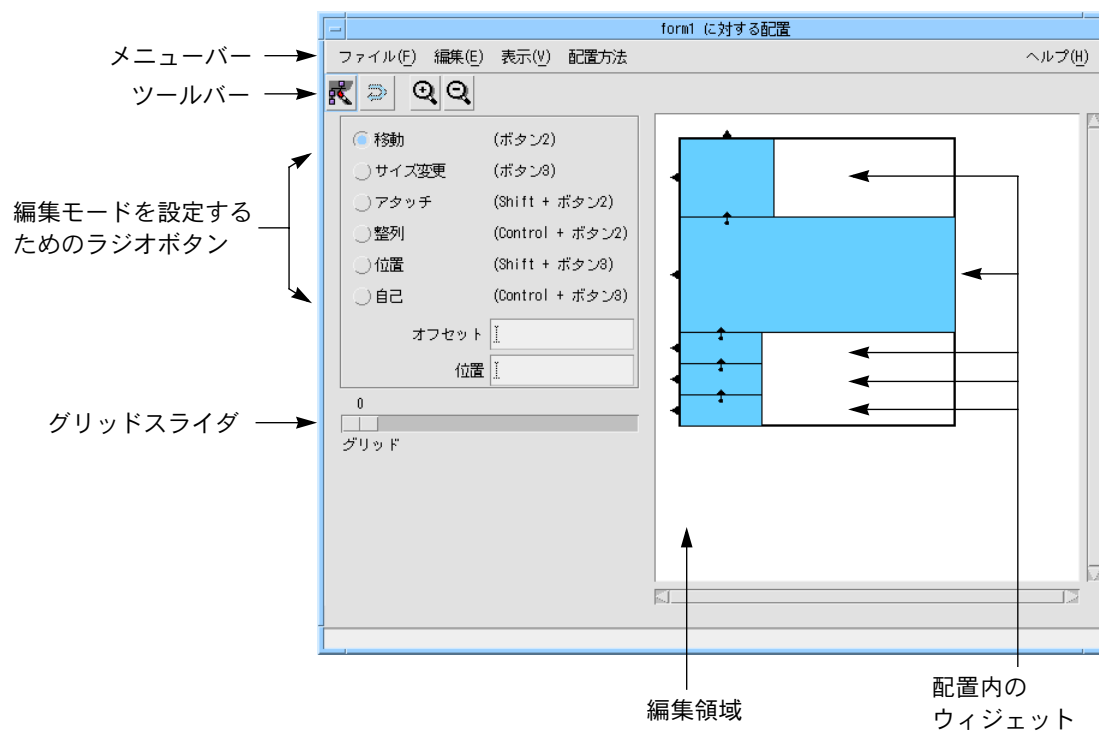 form1 に対する配置
メニューバー
ファイル(F) 編集(E) 表示(V) 配置方法 ヘルプ(H)
ツールバー
移動 (ボタン2)
サイズ変更 (ボタン3)
アタッチ (Shift + ボタン2)
整列 (Control + ボタン2)
位置 (Shift + ボタン3)
自己 (Control + ボタン3)
編集モードを設定する
ためのラジオボタン
オフセット
位置
0
グリッドスライダ
グリッド
編集領域
配置内の
ウィジェット